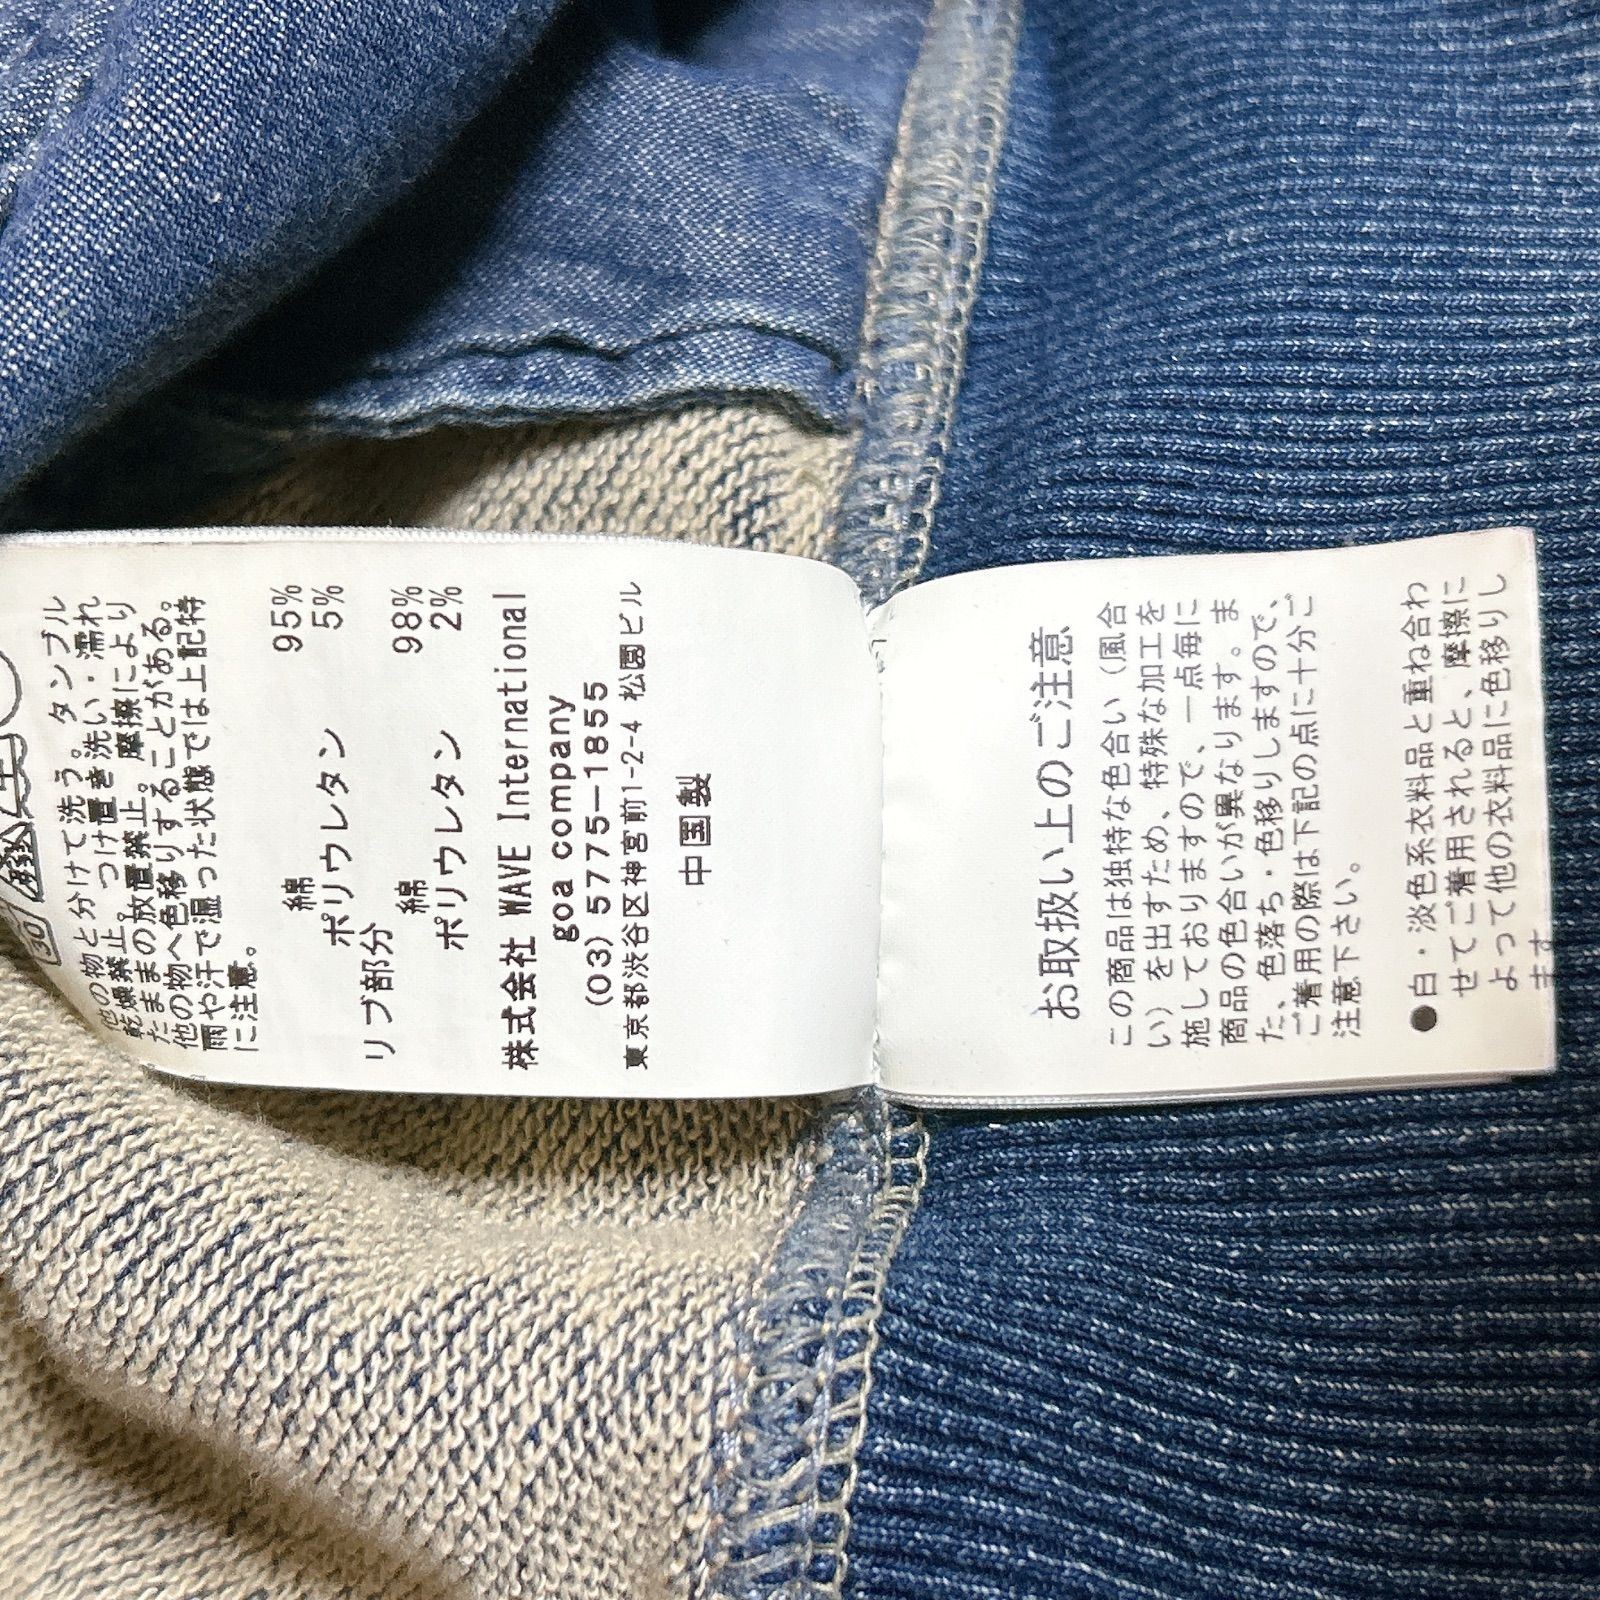 30
他の物と分けて洗う。タンブル
乾燥禁止。つけ置き洗い・濡れ
たままの放置禁止。摩擦により
他の物へ色移りすることがある。
雨や汗で湿った状態では上記特
に注意。
綿 95%
ポリウレタン 5%
リブ部分
綿 98%
ポリウレタン 2%
株式会社 WAVE International
goa company
(03)5775-1855
東京都渋谷区神宮前1-2-4 松園ビル
中国製
お取扱い上のご注意
この商品は独特な色合い（風合
い）を出すため、特殊な加工を
施しておりますので、一点毎に
商品の色合いが異なります。ま
た、色落ち・色移りしますので、
ご着用の際は下記の点に十分ご
注意下さい。
●白・淡色系衣料品と重ね合わ
せてご着用されると、摩擦に
よって他の衣料品に色移りし
ます